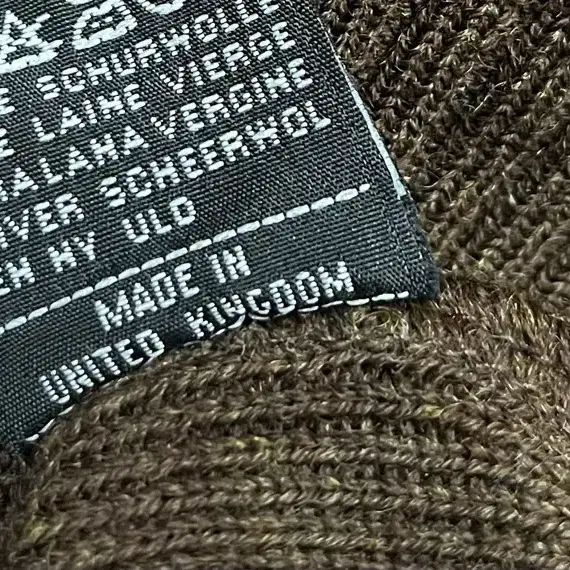 SCHURWOLLE
LAINE VIERGE
LANA VERGINE
SCHEERWOL
NY ULD
MADE IN
UNITED KINGDOM